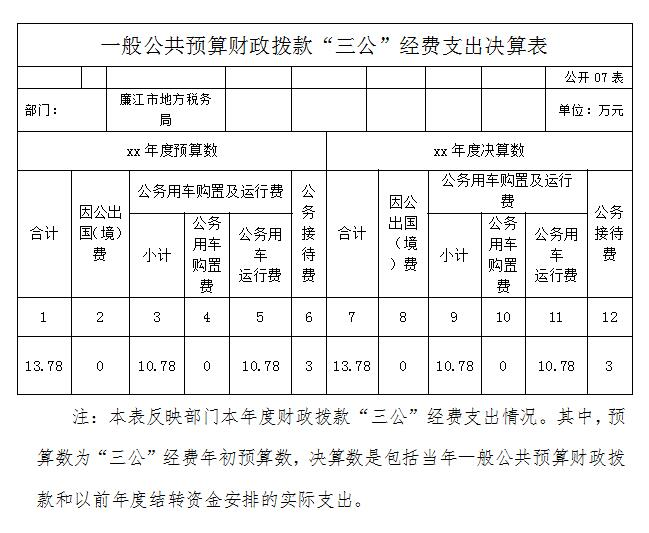 一般公共预算财政拨款“三公”经费支出决算表
公开 07 表
部门： 廉江市地方税务局 单位：万元
xx 年度预算数 xx 年度决算数
合计 因公出国（境）费 公务用车购置及运行费 公务接待费 合计 因公出国（境）费 公务用车购置及运行费 公务接待费
小计 公务用车购置费 公务用车运行费 小计 公务用车购置费 公务用车运行费
1 2 3 4 5 6 7 8 9 10 11 12
13.78 0 10.78 0 10.78 3 13.78 0 10.78 0 10.78 3
注：本表反映部门本年度财政拨款“三公”经费支出情况。其中，预
算数为“三公”经费年初预算数，决算数是包括当年一般公共预算财政拨
款和以前年度结转资金安排的实际支出。